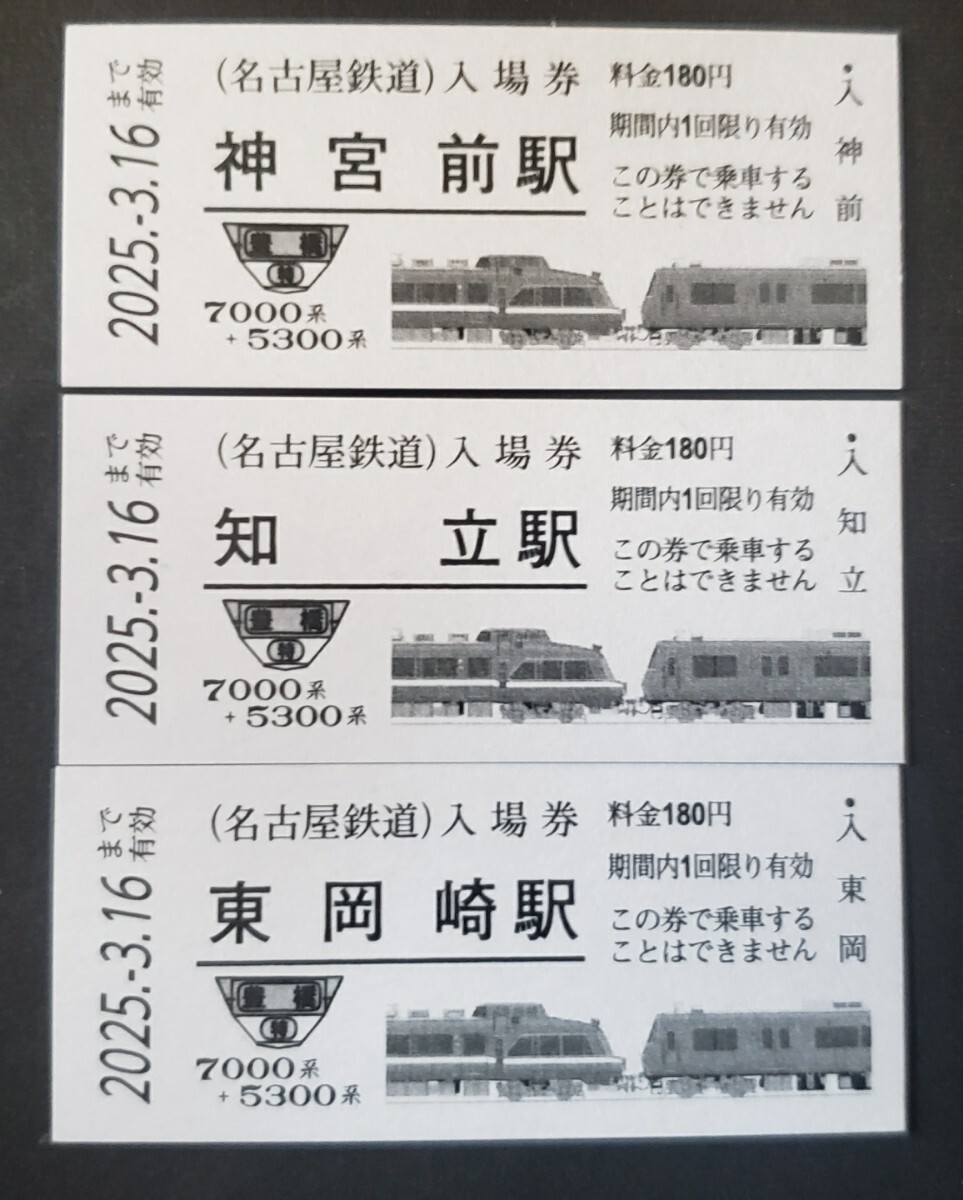 2025.-3.16まで有効
(名古屋鉄道)入場券
神宮前駅
豊橋
特
7000系
+5300系
料金180円
期間内1回限り有効
この券で乗車する
ことはできません
入
神
前
2025.-3.16まで有効
(名古屋鉄道)入場券
知立駅
豊橋
特
7000系
+5300系
料金180円
期間内1回限り有効
この券で乗車する
ことはできません
入
知
立
2025.-3.16まで有効
(名古屋鉄道)入場券
東岡崎駅
豊橋
特
7000系
+5300系
料金180円
期間内1回限り有効
この券で乗車する
ことはできません
入
東
岡